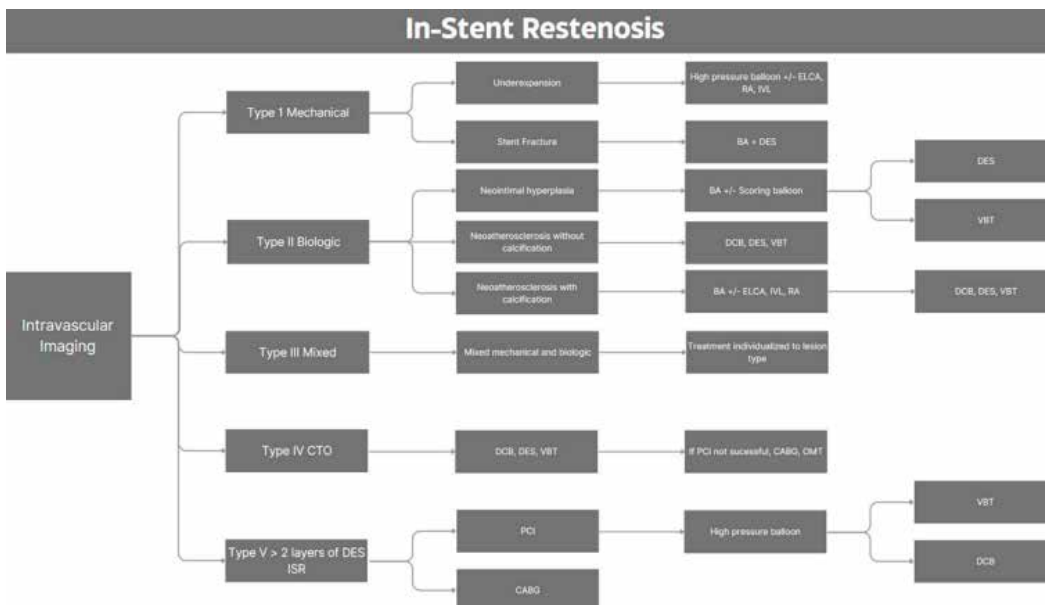 In-Stent Restenosis
Intravascular
Imaging
Type 1 Mechanical
Underexpansion
High pressure balloon +/- ELCA,
RA, IVL
Stent Fracture
BA + DES
Type II Biologic
Neointimal hyperplasia
BA +/- Scoring balloon
DES
VBT
Neoatherosclerosis without
calcification
DCB, DES, VBT
Neoatherosclerosis with
calcification
BA +/- ELCA, IVL, RA
DCB, DES, VBT
Type III Mixed
Mixed mechanical and biologic
Treatment individualized to lesion
type
Type IV CTO
DCB, DES, VBT
If PCI not sucessful, CABG, OMT
Type V > 2 layers of DES
ISR
PCI
High pressure balloon
VBT
DCB
CABG